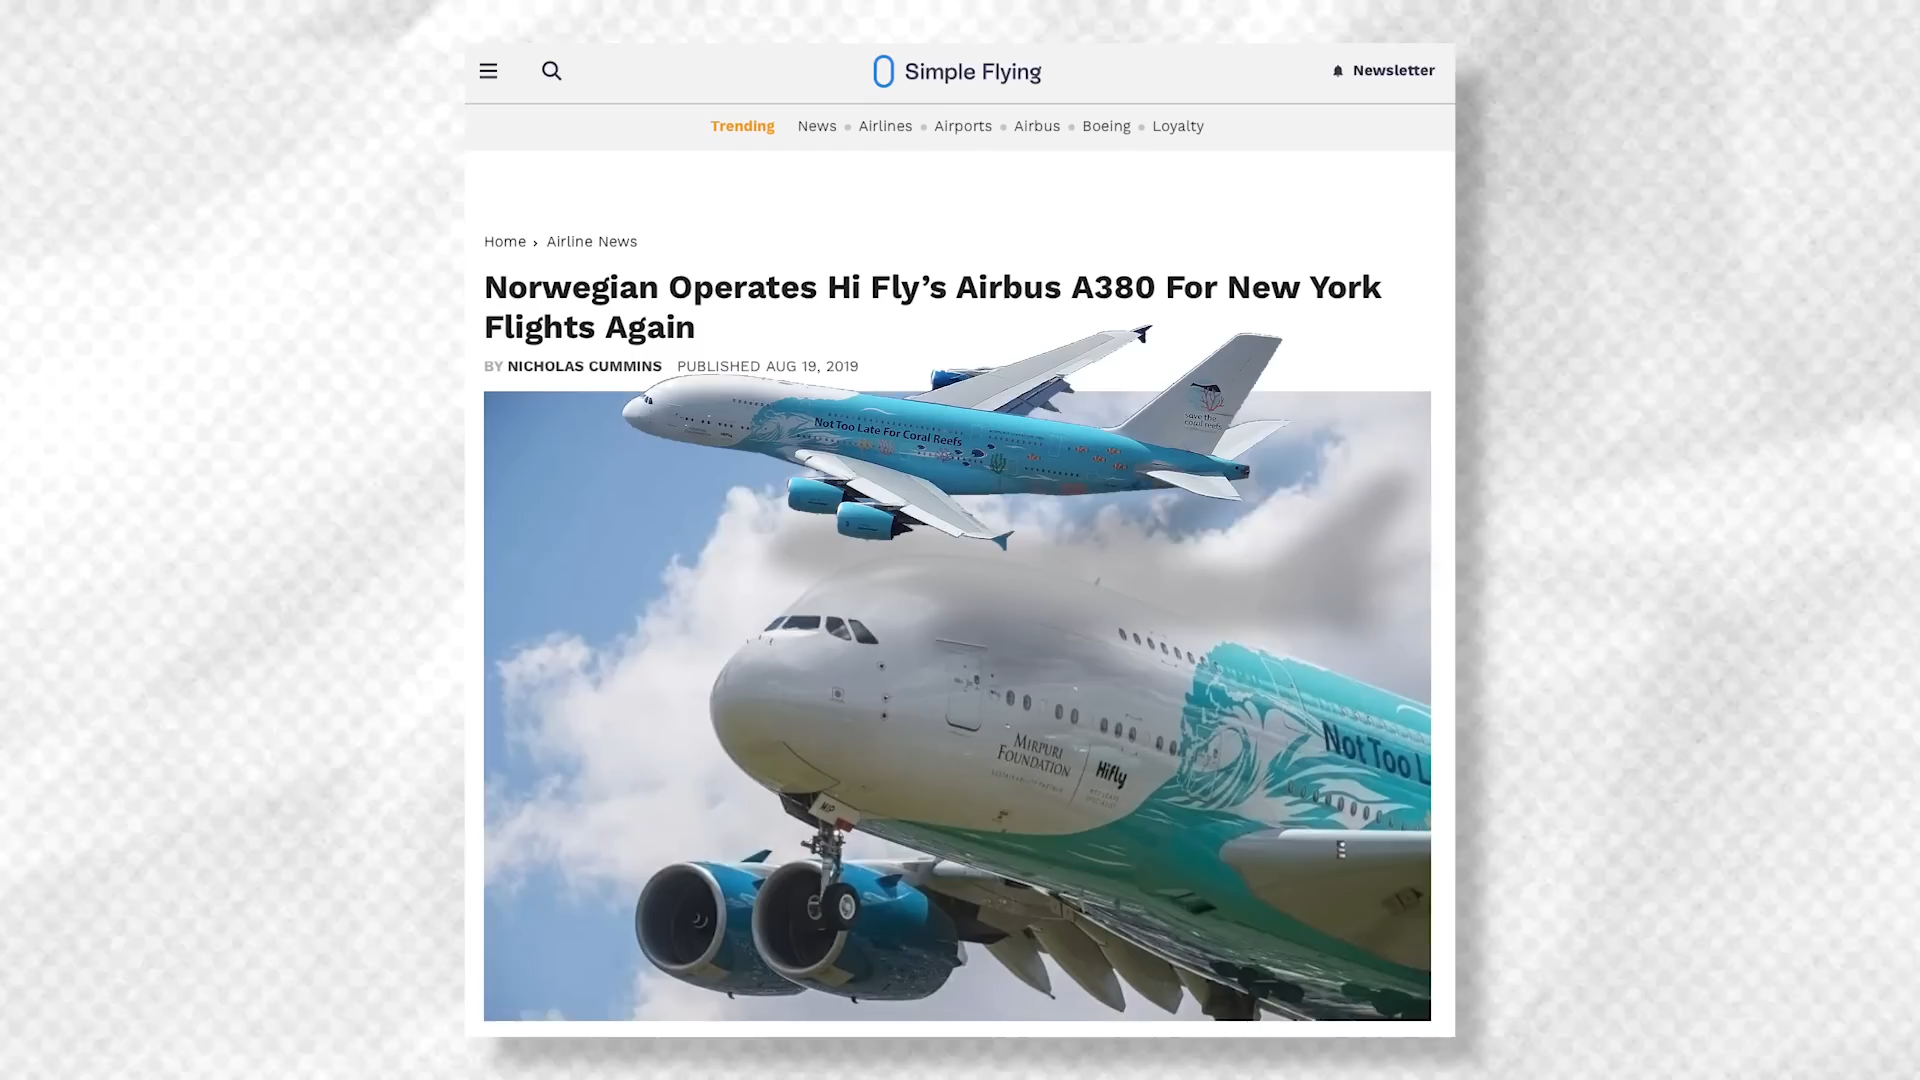 Simple Flying
Newsletter
Trending News Airlines Airports Airbus Boeing Loyalty
Home › Airline News
Norwegian Operates Hi Fly’s Airbus A380 For New York
Flights Again
BY NICHOLAS CUMMINS PUBLISHED AUG 19, 2019
Not Too Late For Coral Reefs
save the
coral reefs
MIRPURI
FOUNDATION
Hifly
Not Too L
MIP